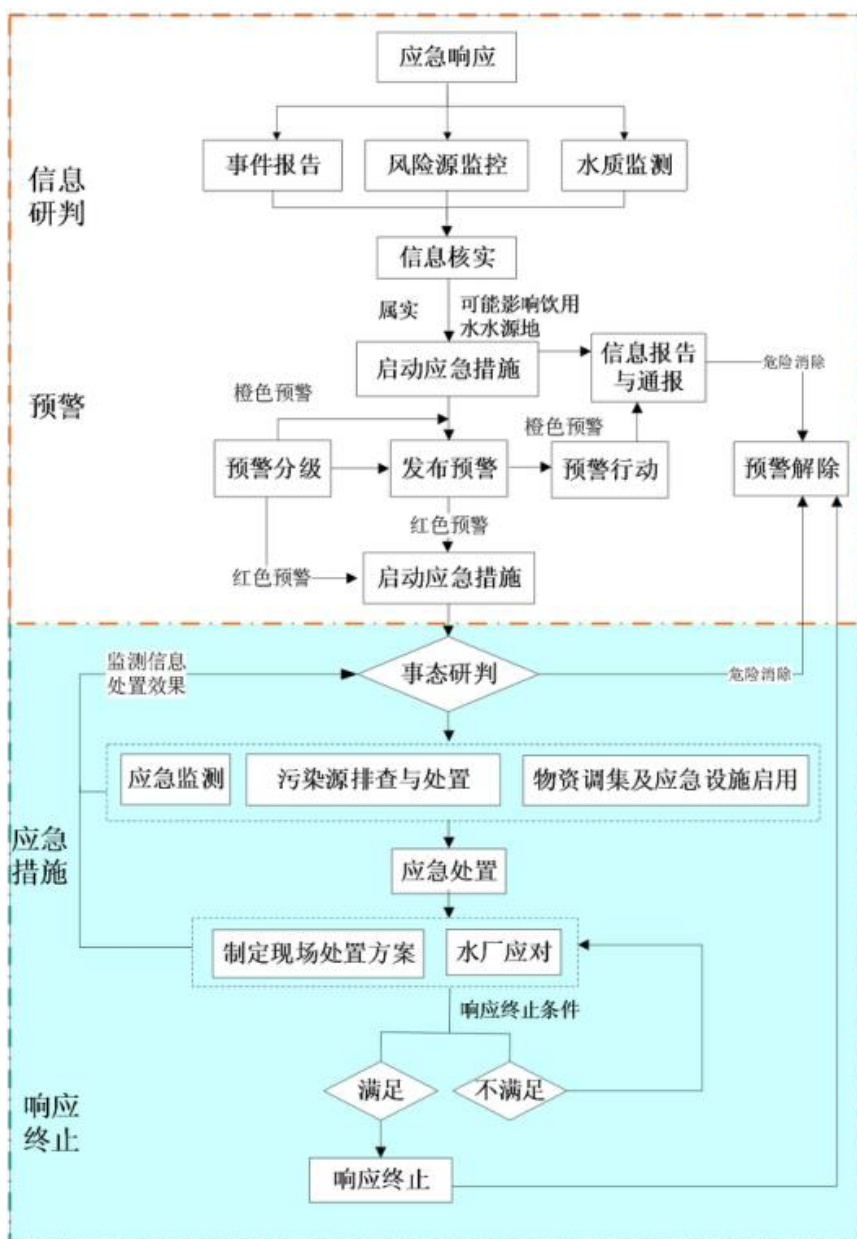 应急响应
事件报告
风险源监控
水质监测
信息
研判
信息核实
属实
可能影响饮用
水水源地
启动应急措施
信息报告
与通报
危险消除
橙色预警
预警
橙色预警
预警分级
发布预警
预警行动
预警解除
红色预警
红色预警
启动应急措施
监测信息
处置效果
事态研判
危险消除
应急监测
污染源排查与处置
物资调集及应急设施启用
应急
措施
应急处置
制定现场处置方案
水厂应对
响应终止条件
满足
不满足
响应
终止
响应终止